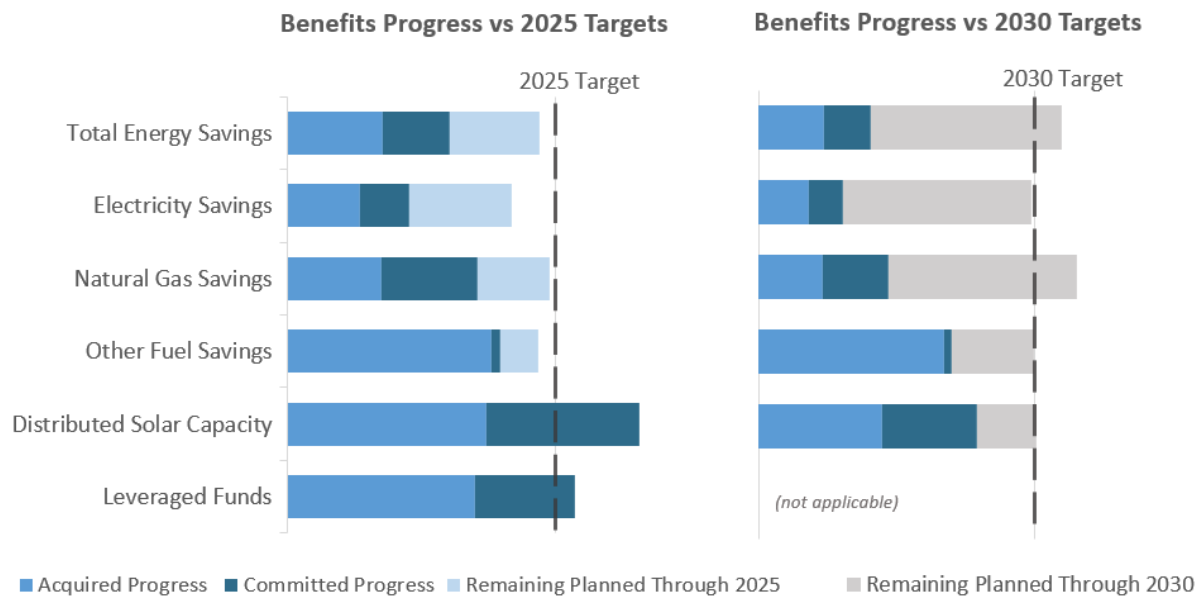 Benefits Progress vs 2025 Targets
Benefits Progress vs 2030 Targets
2025 Target
2030 Target
Total Energy Savings
Electricity Savings
Natural Gas Savings
Other Fuel Savings
Distributed Solar Capacity
Leveraged Funds
(not applicable)
Acquired Progress
Committed Progress
Remaining Planned Through 2025
Remaining Planned Through 2030